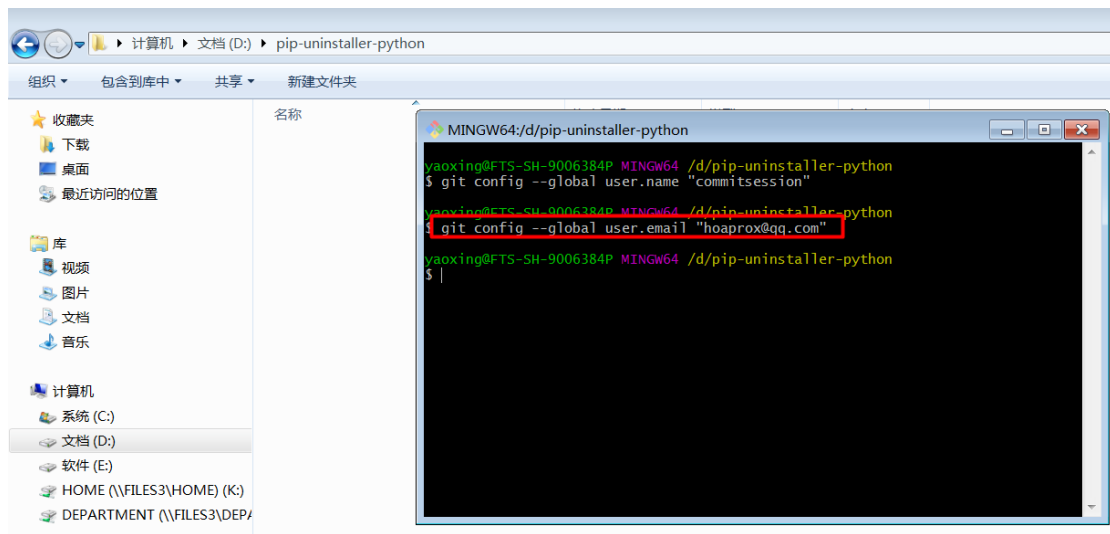 计算机 文档 (D:) pip-uninstaller-python
组织 包含到库中 共享 新建文件夹
收藏夹
下载
桌面
最近访问的位置
库
视频
图片
文档
音乐
计算机
系统 (C:)
文档 (D:)
软件 (E:)
HOME (\\FILES3\HOME) (K:)
DEPARTMENT (\\FILES3\DEPA
名称
MINGW64:/d/pip-uninstaller-python
yaoxing@FTS-SH-9006384P MINGW64 /d/pip-uninstaller-python
$ git config --global user.name "commitsession"
yaoxing@FTS-SH-9006384P MINGW64 /d/pip-uninstaller-python
$ git config --global user.email "hoaprox@qq.com"
yaoxing@FTS-SH-9006384P MINGW64 /d/pip-uninstaller-python
$